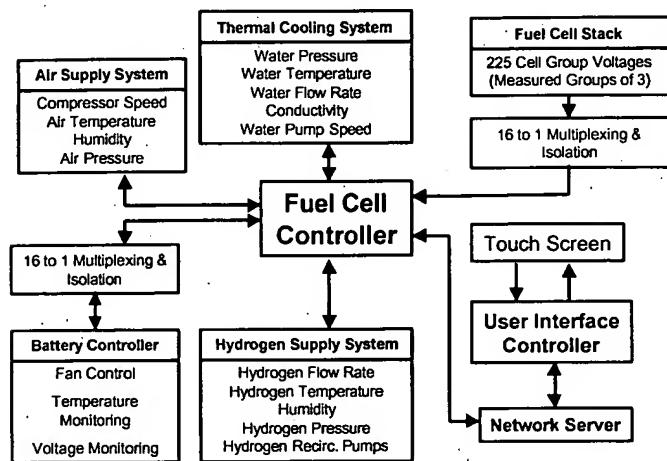 Thermal Cooling System
Water Pressure
Water Temperature
Water Flow Rate
Conductivity
Water Pump Speed
Fuel Cell Stack
225 Cell Group Voltages
(Measured Groups of 3)
Air Supply System
Compressor Speed
Air Temperature
Humidity
Air Pressure
16 to 1 Multiplexing &
Isolation
Fuel Cell
Controller
Touch Screen
16 to 1 Multiplexing &
Isolation
User Interface
Controller
Battery Controller
Fan Control
Temperature
Monitoring
Voltage Monitoring
Hydrogen Supply System
Hydrogen Flow Rate
Hydrogen Temperature
Humidity
Hydrogen Pressure
Hydrogen Recirc. Pumps
Network Server